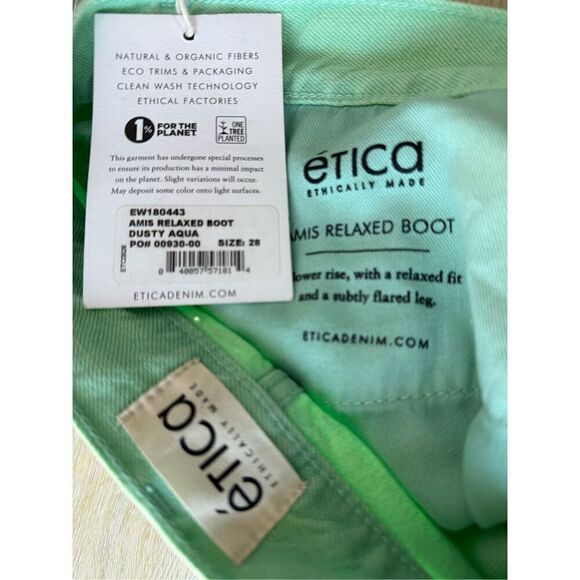 NATURAL & ORGANIC FIBERS
ECO TRIMS & PACKAGING
CLEAN WASH TECHNOLOGY
ETHICAL FACTORIES
1% FOR THE PLANET
ONE TREE PLANTED
This garment has undergone special processes
to ensure its production has a minimal impact
on the planet. Slight variations will occur.
May deposit some color onto light surfaces.
EW180443
AMIS RELAXED BOOT
DUSTY AQUA
PO# 00930-00 SIZE: 28
0 40057 57101 4
ETICADENIM.COM
ética
ETHICALLY MADE
AMIS RELAXED BOOT
lower rise, with a relaxed fit
and a subtly flared leg.
ETICADENIM.COM
ética
ETHICALLY MADE